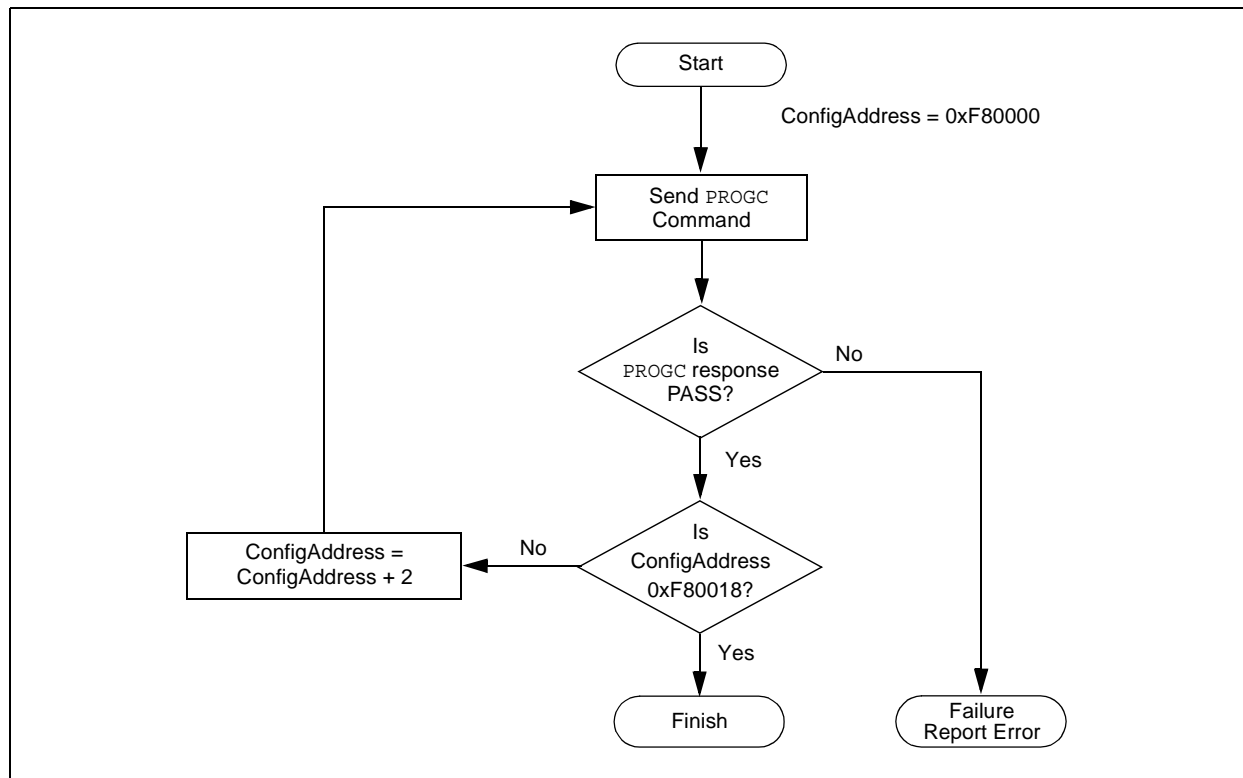 Start
ConfigAddress = 0xF80000
Send PROGC
Command
Is
PROGC response
PASS?
No
Yes
Is
ConfigAddress
0xF80018?
No
ConfigAddress =
ConfigAddress + 2
Yes
Finish
Failure
Report Error